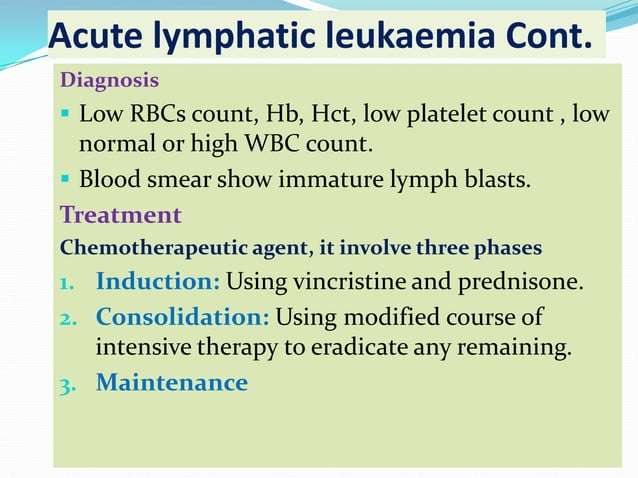 Acute lymphatic leukaemia Cont.
Diagnosis
▪ Low RBCs count, Hb, Hct, low platelet count , low
normal or high WBC count.
▪ Blood smear show immature lymph blasts.
Treatment
Chemotherapeutic agent, it involve three phases
1. Induction: Using vincristine and prednisone.
2. Consolidation: Using modified course of
intensive therapy to eradicate any remaining.
3. Maintenance